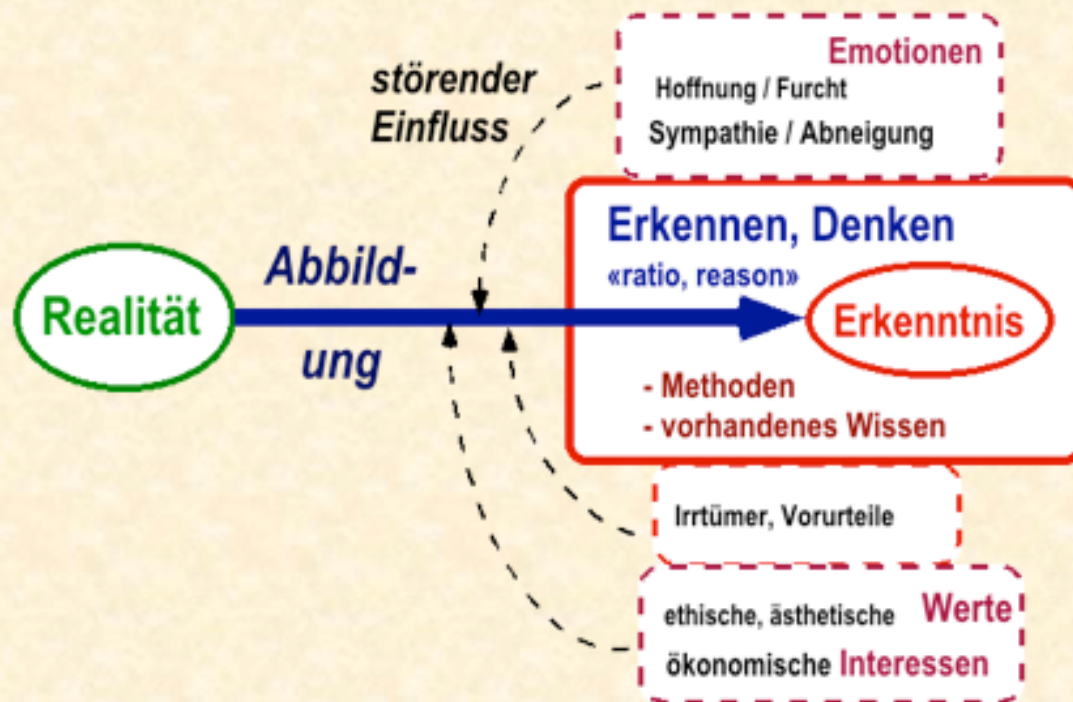 störender
Einfluss
Emotionen
Hoffnung / Furcht
Sympathie / Abneigung
Realität
Abbild-
ung
Erkennen, Denken
«ratio, reason»
Erkenntnis
- Methoden
- vorhandenes Wissen
Irrtümer, Vorurteile
ethische, ästhetische Werte
ökonomische Interessen